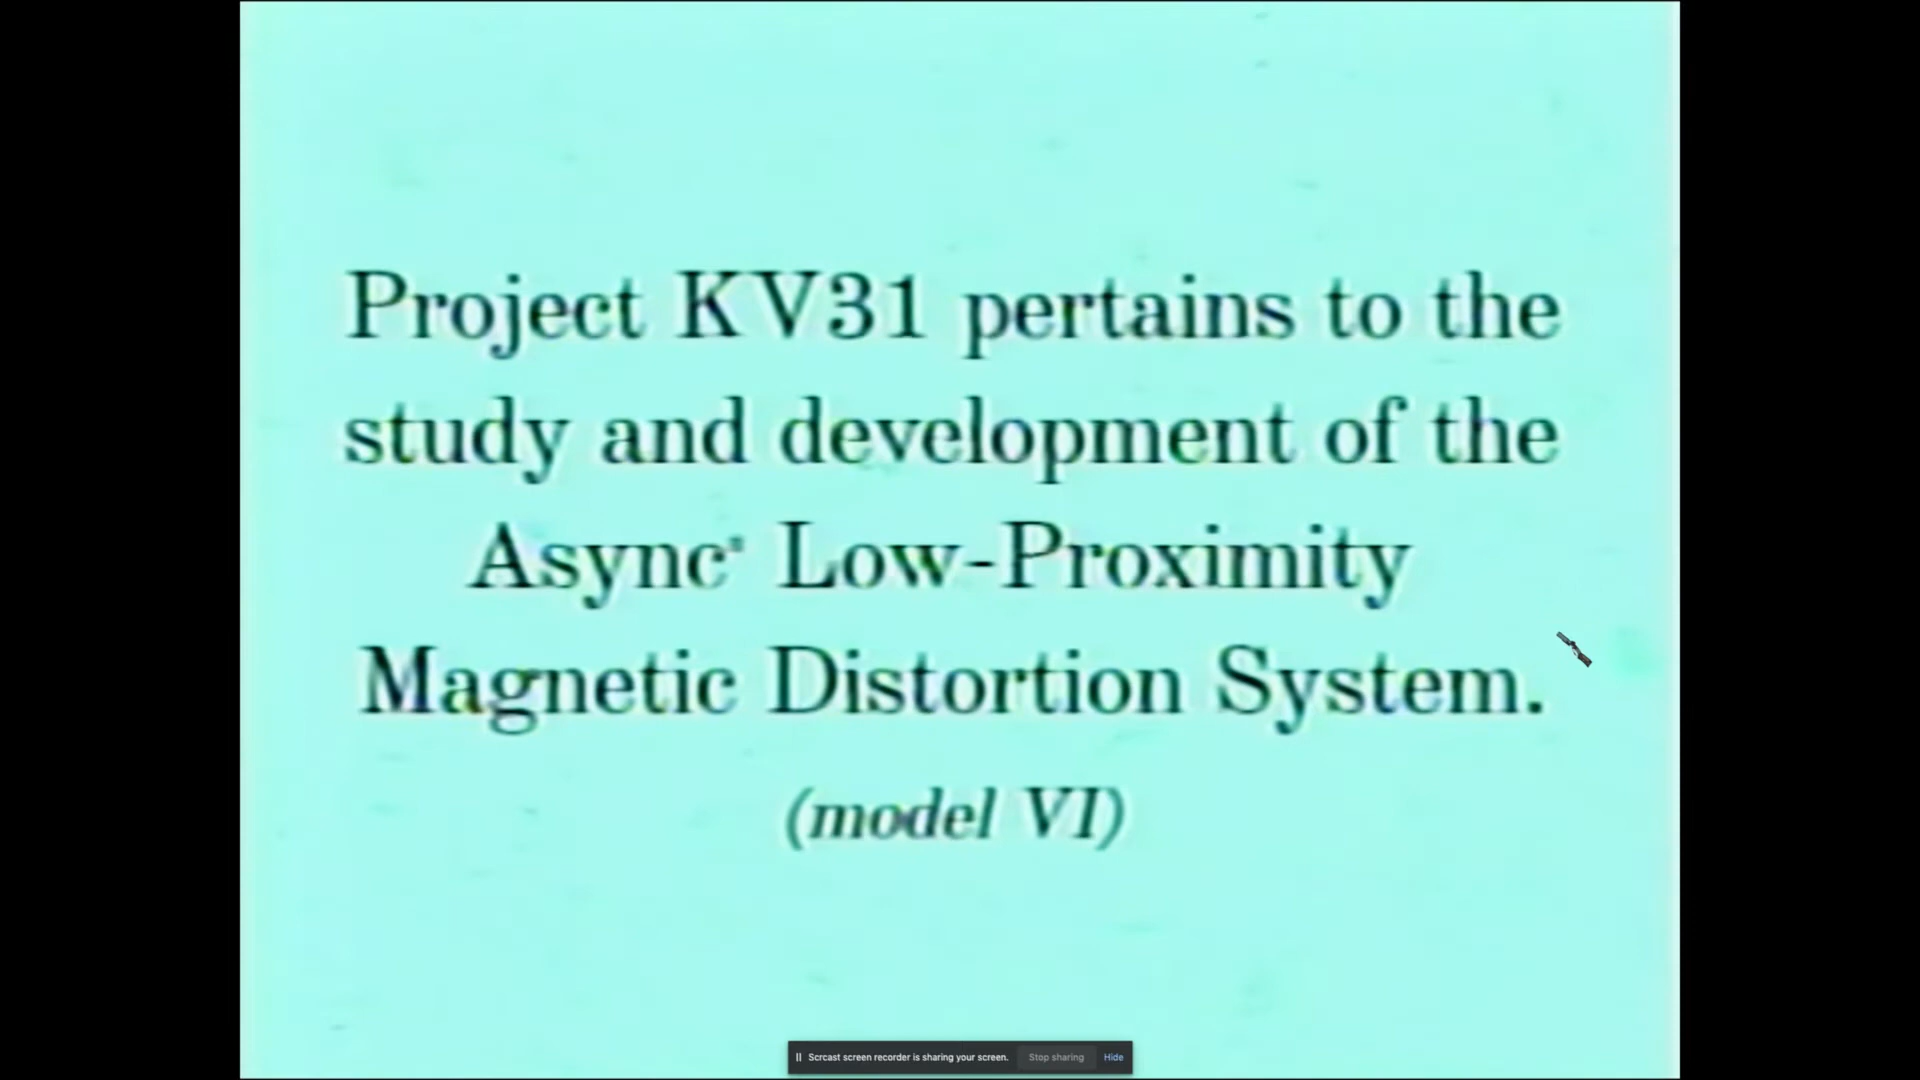 Project KV31 pertains to the
study and development of the
Async Low-Proximity
Magnetic Distortion System.
(model VI)
Scrcast screen recorder is sharing your screen. Stop sharing Hide